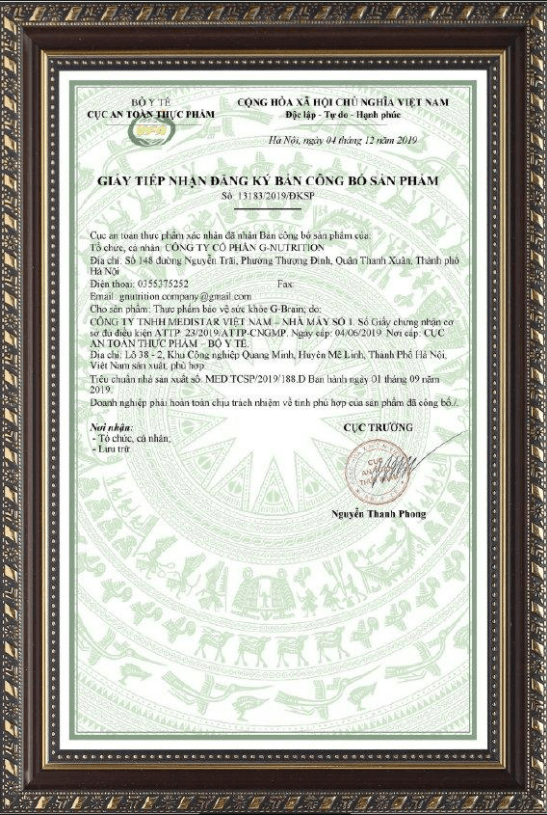 BỘ Y TẾ
CỤC AN TOÀN THỰC PHẨM
CỘNG HÒA XÃ HỘI CHỦ NGHĨA VIỆT NAM
Độc lập - Tự do - Hạnh phúc
VFA
Hà Nội, ngày 04 tháng 12 năm 2019
GIẤY TIẾP NHẬN ĐĂNG KÝ BẢN CÔNG BỐ SẢN PHẨM
Số: 13183/2019/ĐKSP
Cục an toàn thực phẩm xác nhận đã nhận Bản công bố sản phẩm của:
Tổ chức, cá nhân: CÔNG TY CỔ PHẦN G-NUTRITION
Địa chỉ: Số 148 đường Nguyễn Trãi, Phường Thượng Đình, Quận Thanh Xuân, Thành phố
Hà Nội
Điện thoại: 0355375252 Fax:
Email: gnutrition.company@gmail.com
Cho sản phẩm: Thực phẩm bảo vệ sức khỏe G-Brain; do:
CÔNG TY TNHH MEDISTAR VIỆT NAM – NHÀ MÁY SỐ 1. Số Giấy chứng nhận cơ
sở đủ điều kiện ATTP: 23/2019/ATTP-CNGMP. Ngày cấp: 04/06/2019. Nơi cấp: CỤC
AN TOÀN THỰC PHẨM – BỘ Y TẾ.
Địa chỉ: Lô 38 - 2, Khu Công nghiệp Quang Minh, Huyện Mê Linh, Thành Phố Hà Nội,
Việt Nam sản xuất, phù hợp:
Tiêu chuẩn nhà sản xuất số: MED.TCSP/2019/188.D Ban hành ngày 01 tháng 09 năm
2019.
Doanh nghiệp phải hoàn toàn chịu trách nhiệm về tính phù hợp của sản phẩm đã công bố./.
Nơi nhận:
- Tổ chức, cá nhân;
- Lưu trữ.
CỤC TRƯỞNG
CỤC
AN TOÀN
Nguyễn Thanh Phong